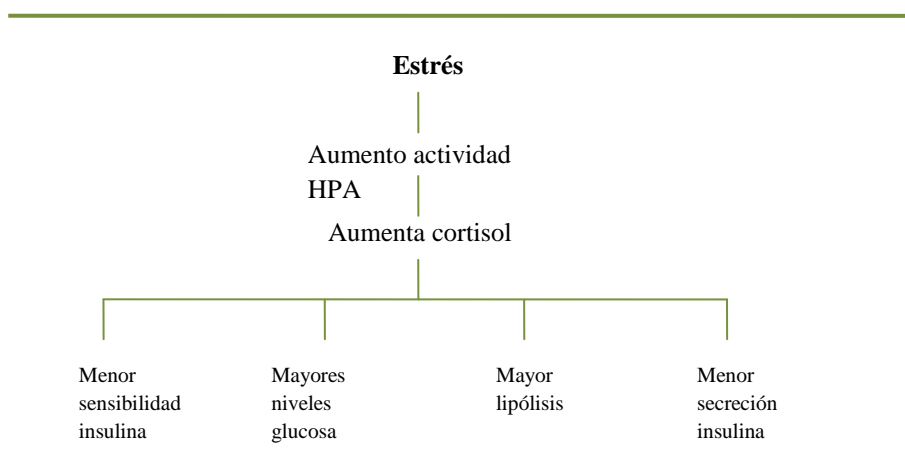 Estrés
Aumento actividad
HPA
Aumenta cortisol
Menor
sensibilidad
insulina
Mayores
niveles
glucosa
Mayor
lipólisis
Menor
secreción
insulina